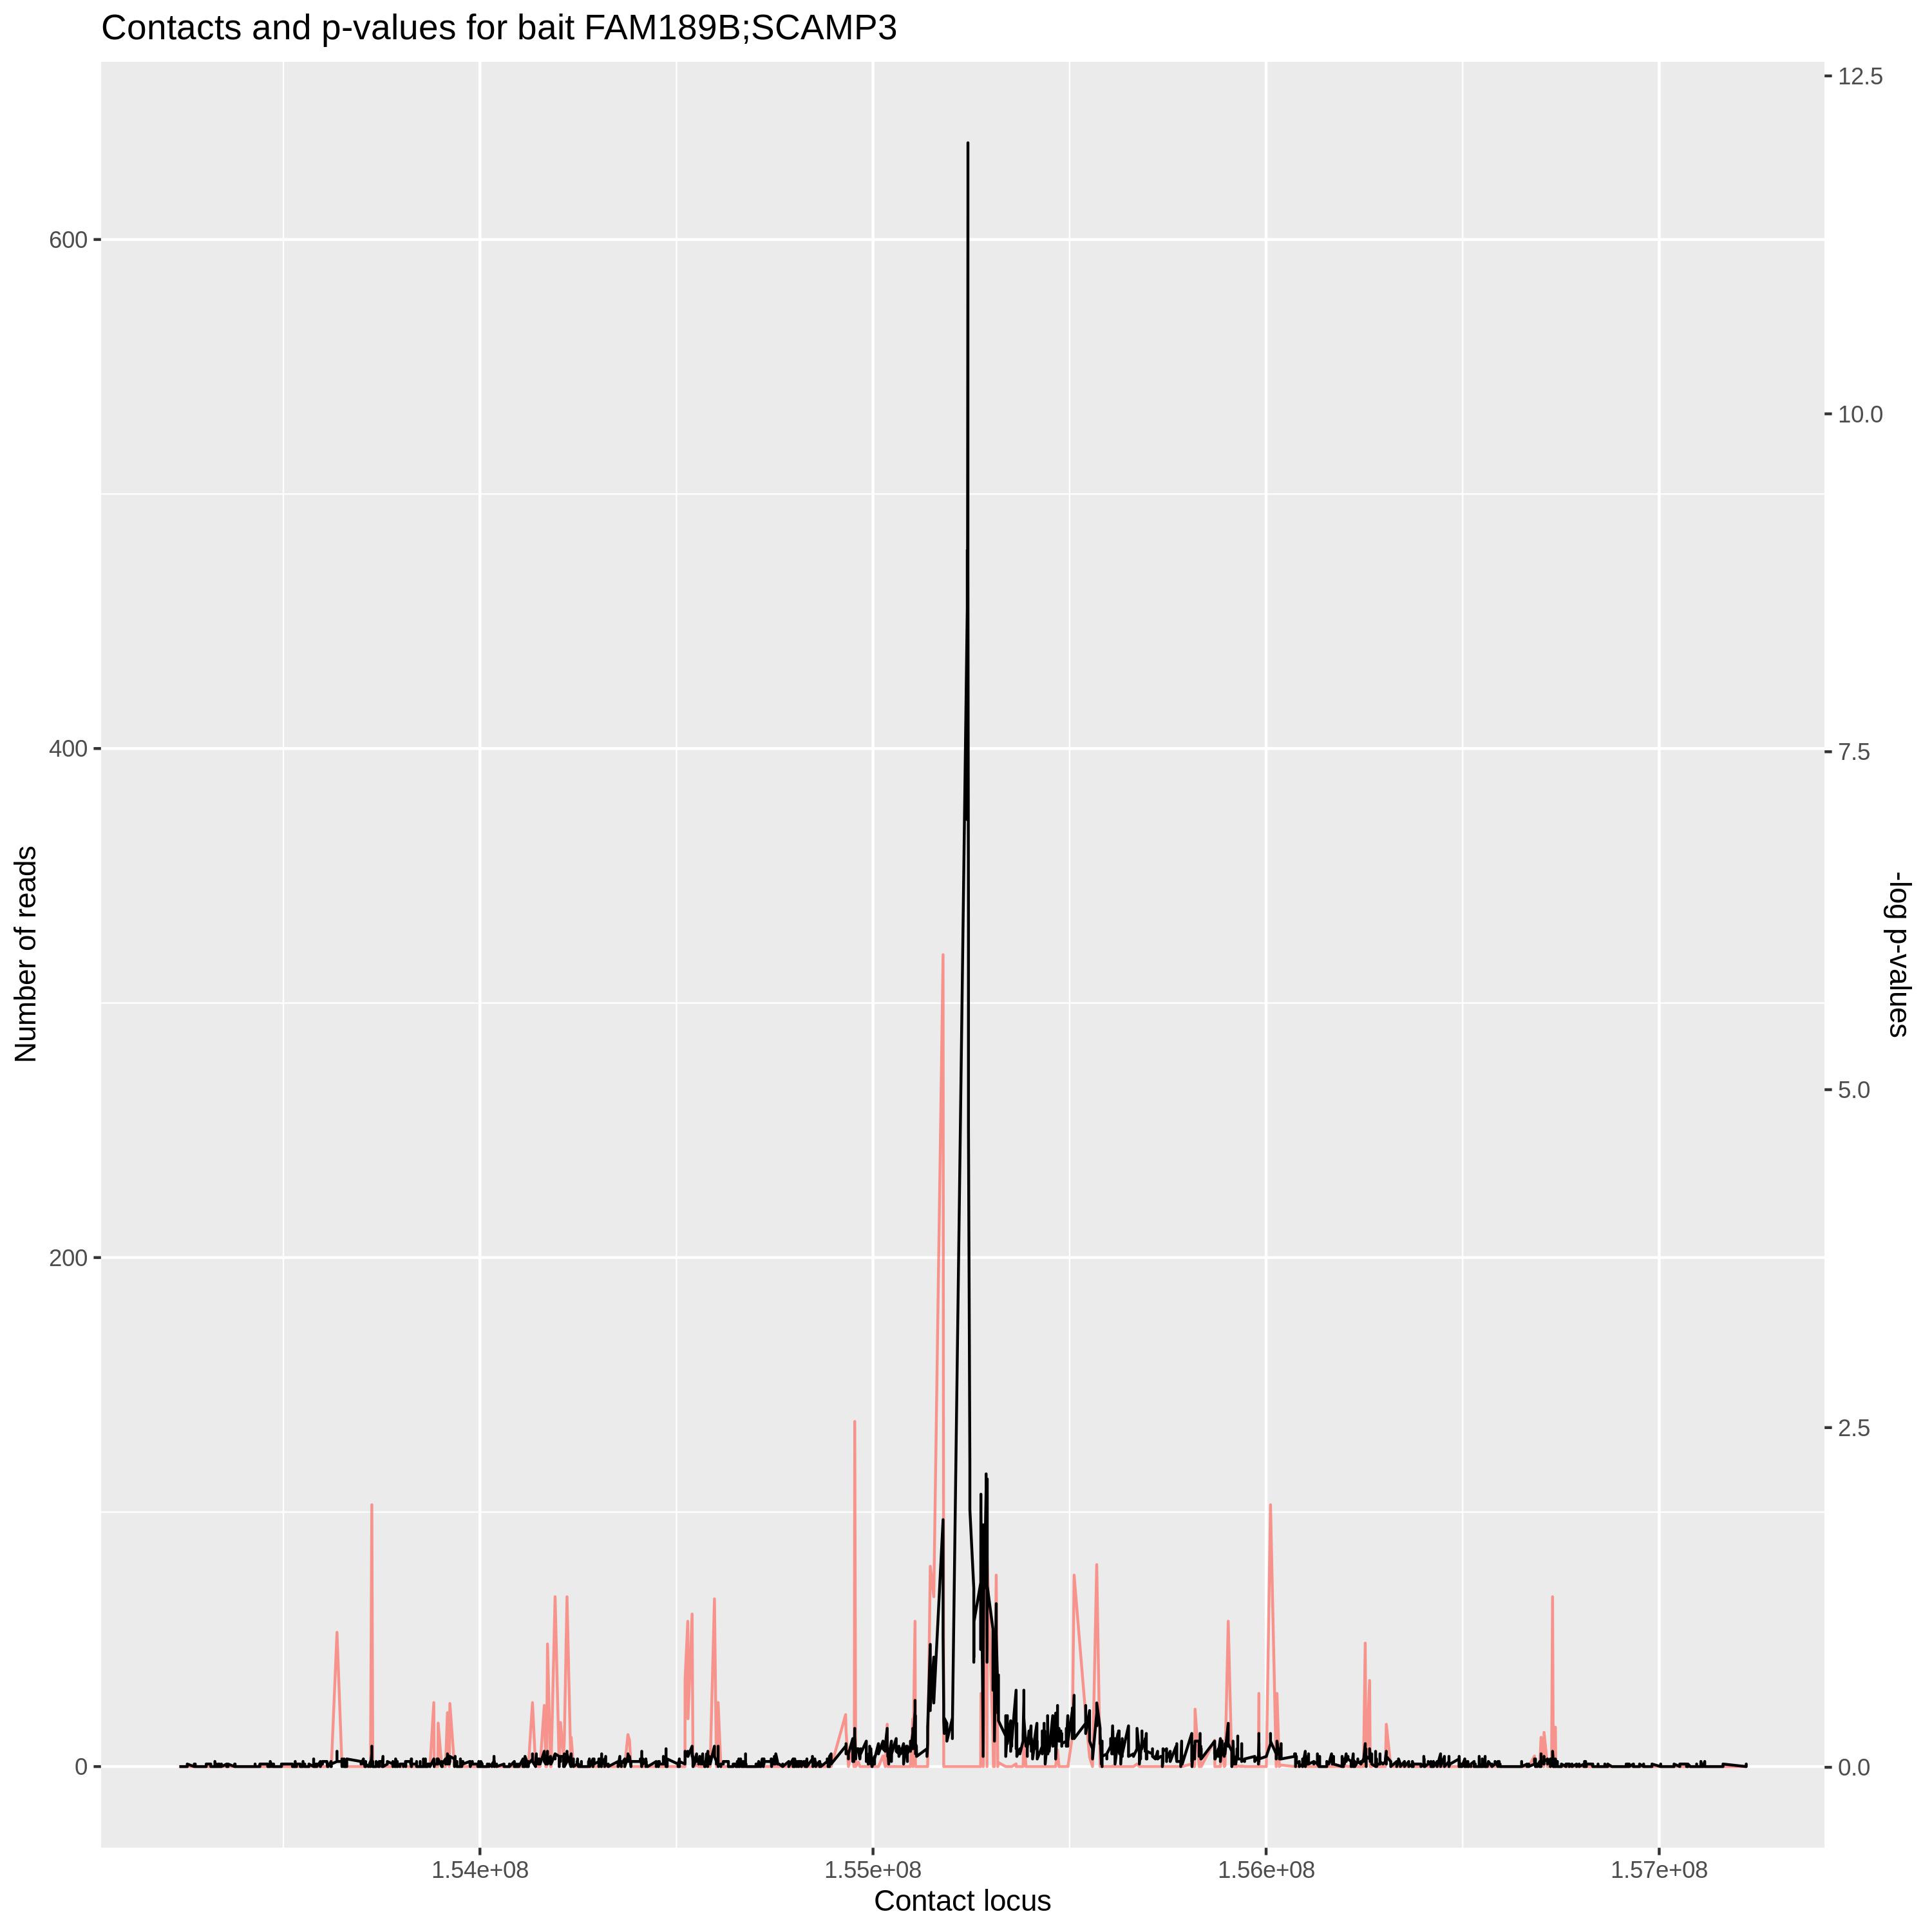 Contacts and p-values for bait FAM189B;SCAMP3
12.5
600
10.0
400
7.5
Number of reads
-log p-values
5.0
200
2.5
0
0.0
1.54e+08
1.55e+08
1.56e+08
1.57e+08
Contact locus